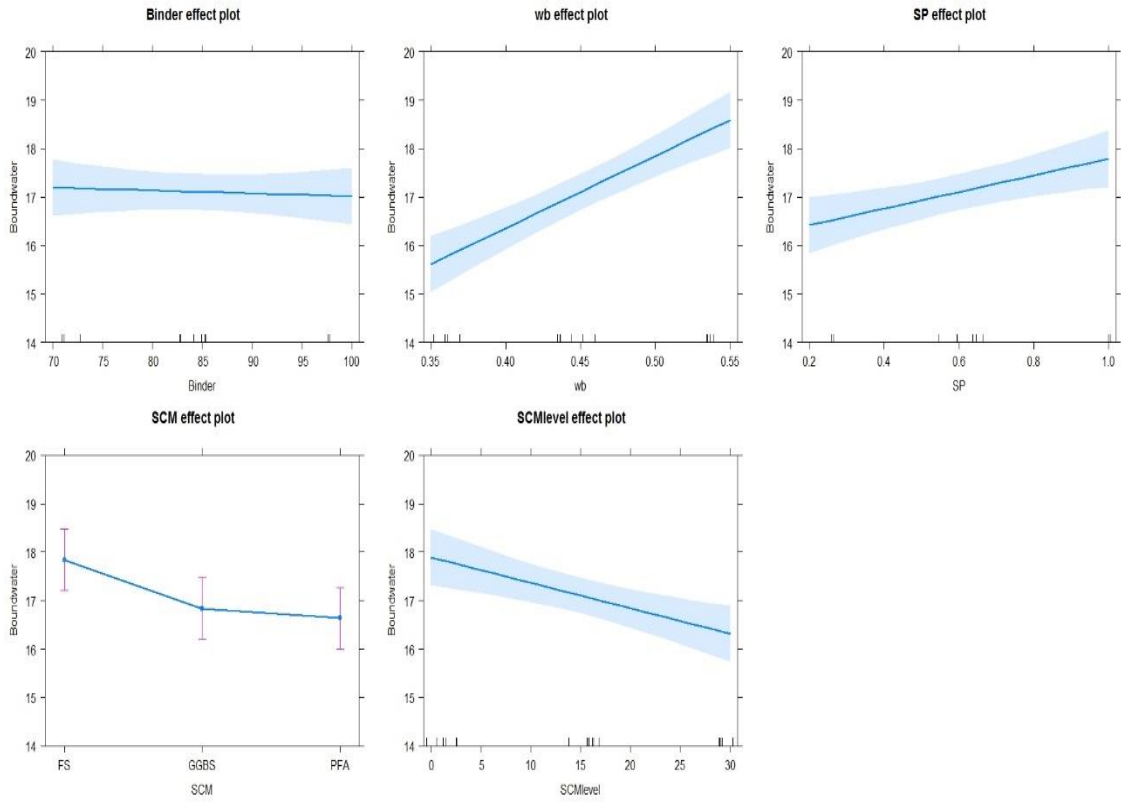 Binder effect plot
20
19
18
17
16
15
14
Boundwater
70 75 80 85 90 95 100
Binder
wb effect plot
20
19
18
17
16
15
14
Boundwater
0.35 0.40 0.45 0.50 0.55
wb
SP effect plot
20
19
18
17
16
15
14
Boundwater
0.2 0.4 0.6 0.8 1.0
SP
SCM effect plot
20
19
18
17
16
15
14
Boundwater
FS GGBS PFA
SCM
SCMlevel effect plot
20
19
18
17
16
15
14
Boundwater
0 5 10 15 20 25 30
SCMlevel